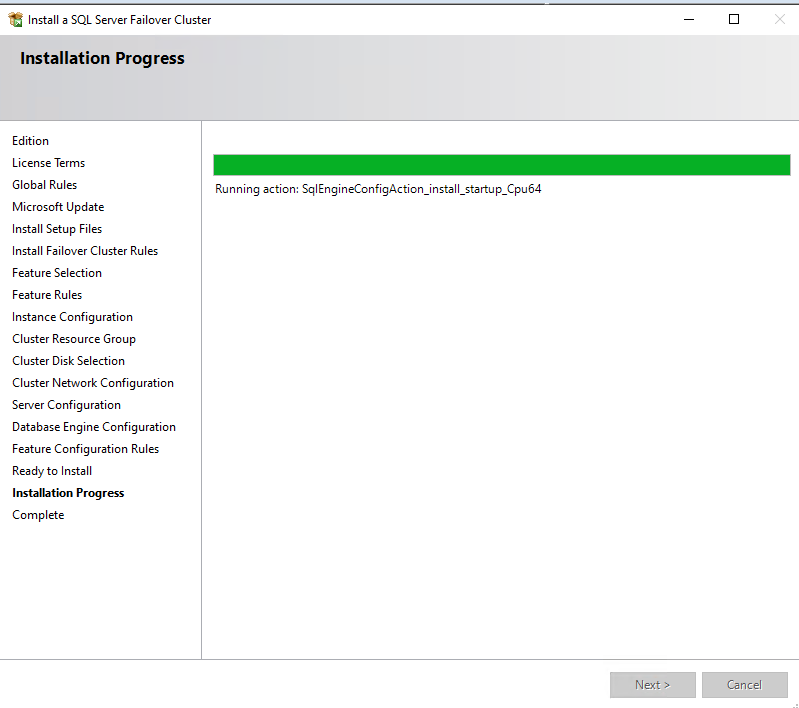 Install a SQL Server Failover Cluster
Installation Progress
Edition
License Terms
Global Rules
Microsoft Update
Install Setup Files
Install Failover Cluster Rules
Feature Selection
Feature Rules
Instance Configuration
Cluster Resource Group
Cluster Disk Selection
Cluster Network Configuration
Server Configuration
Database Engine Configuration
Feature Configuration Rules
Ready to Install
Installation Progress
Complete
Running action: SqlEngineConfigAction_install_startup_Cpu64
Next >
Cancel